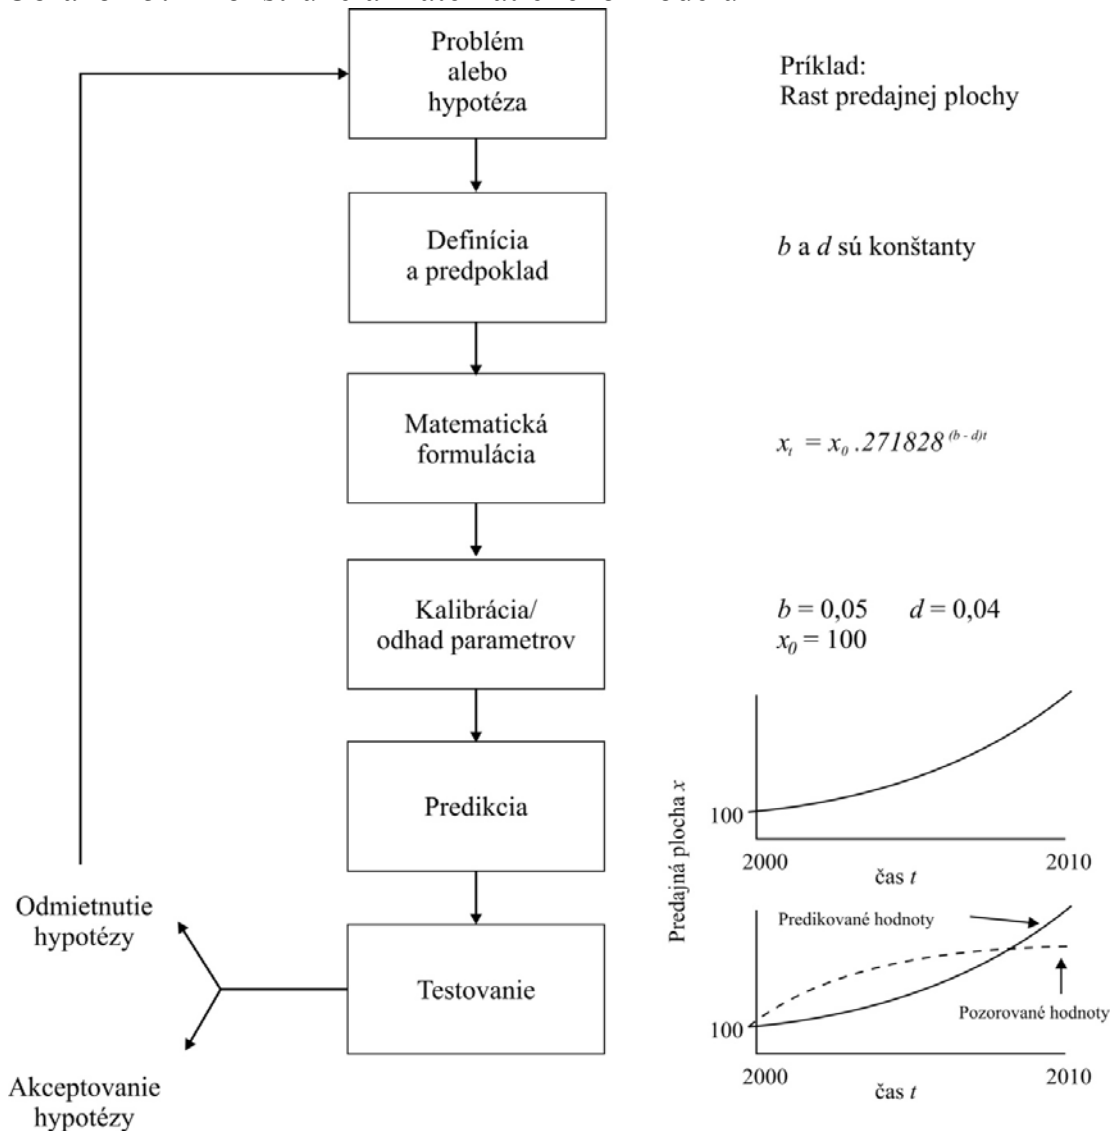 Problém
alebo
hypotéza
Príklad:
Rast predajnej plochy
Definícia
a predpoklad
b a d sú konštanty
Matematická
formulácia
xₜ = x₀ .271828⁽ᵇ ⁻ ᵈ⁾ᵗ
Kalibrácia/
odhad parametrov
b = 0,05 d = 0,04
x₀ = 100
Predikcia
Predajná plocha x
100
2000
2010
čas t
Odmietnutie
hypotézy
Testovanie
Akceptovanie
hypotézy
Predikované hodnoty
Pozorované hodnoty
100
2000
2010
čas t